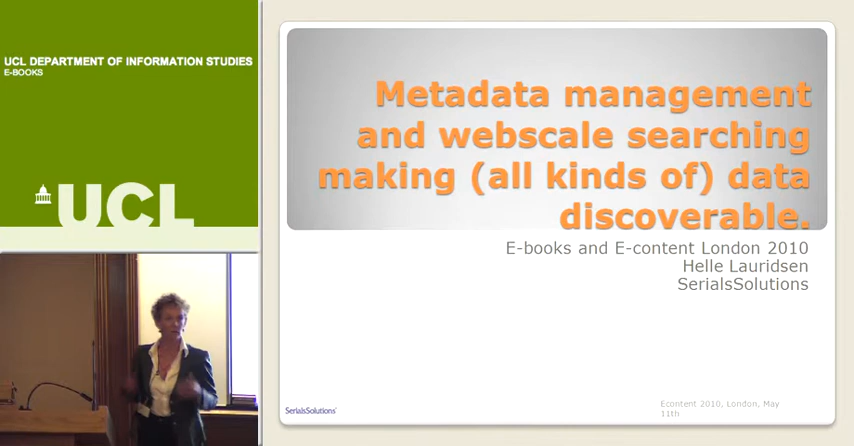 UCL DEPARTMENT OF INFORMATION STUDIES
E-BOOKS
UCL
Metadata management
and webscale searching
making (all kinds of) data
discoverable.
E-books and E-content London 2010
Helle Lauridsen
SerialsSolutions
SerialsSolutions
Econtent 2010, London, May
11th